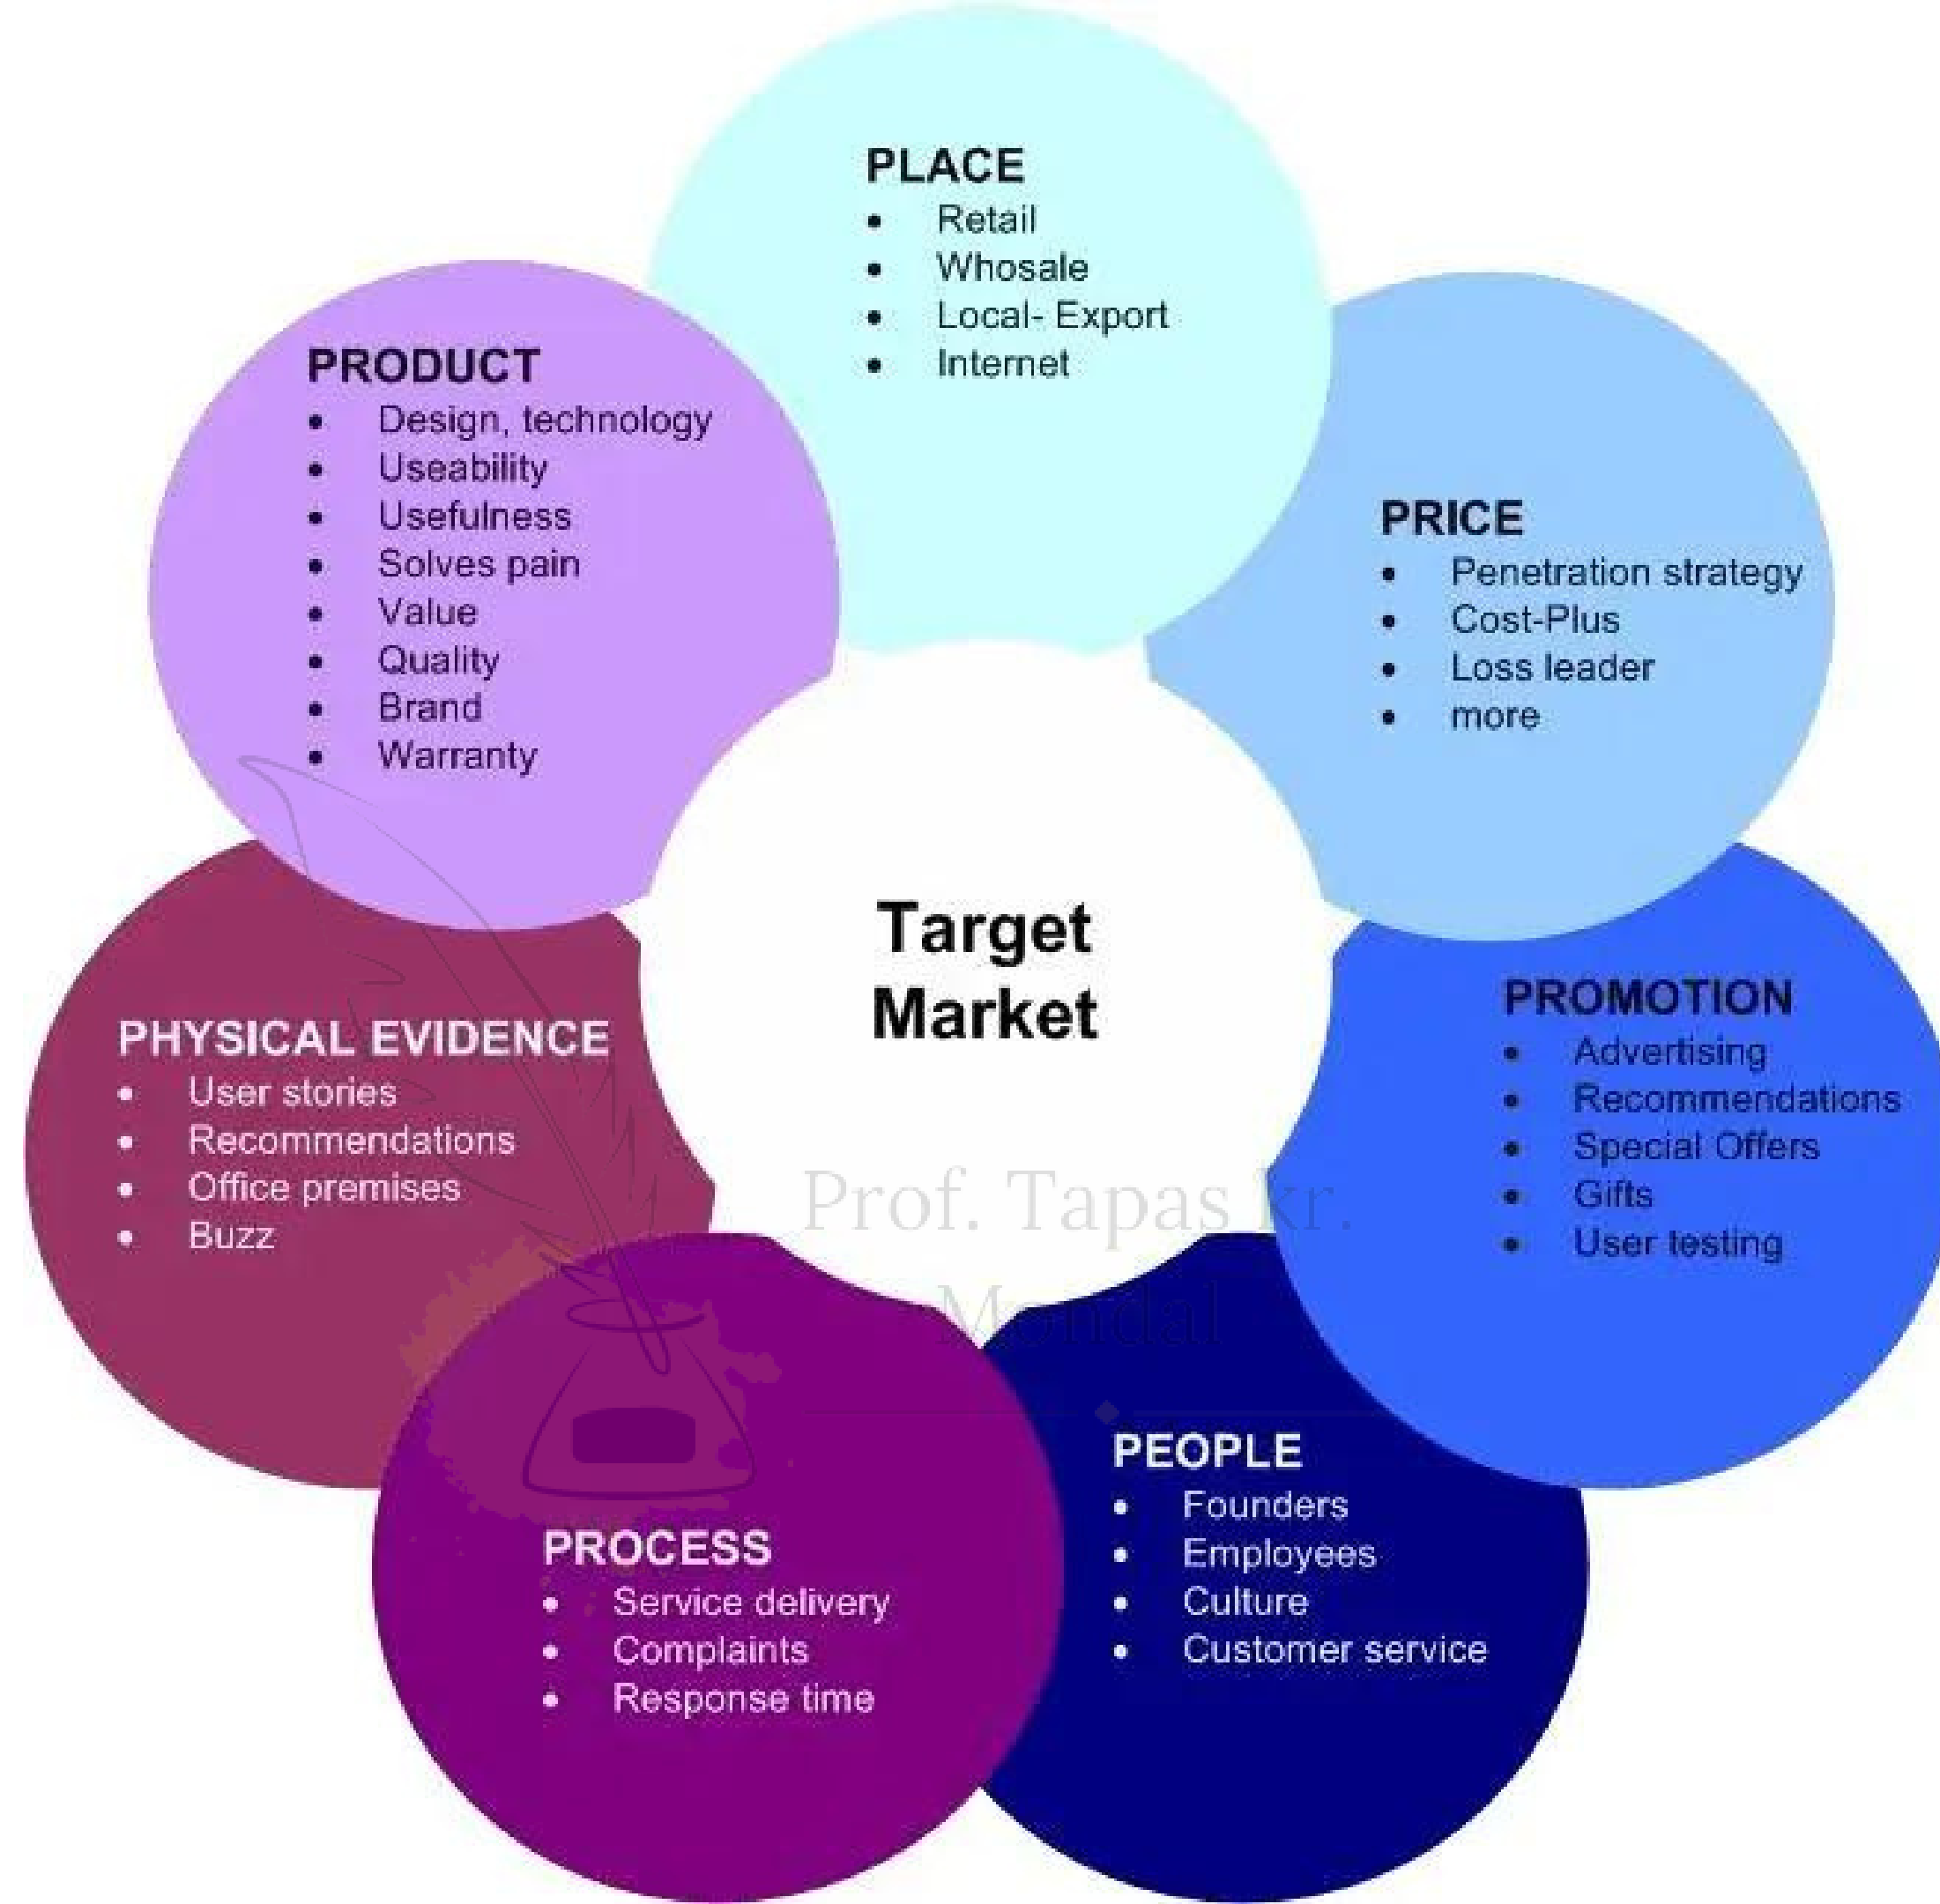 PLACE
• Retail
• Whosale
• Local- Export
• Internet
PRODUCT
• Design, technology
• Useability
• Usefulness
• Solves pain
• Value
• Quality
• Brand
• Warranty
PRICE
• Penetration strategy
• Cost-Plus
• Loss leader
• more
Target
Market
PHYSICAL EVIDENCE
• User stories
• Recommendations
• Office premises
• Buzz
PROMOTION
• Advertising
• Recommendations
• Special Offers
• Gifts
• User testing
Prof. Tapas kr.
Mondal
PROCESS
• Service delivery
• Complaints
• Response time
PEOPLE
• Founders
• Employees
• Culture
• Customer service